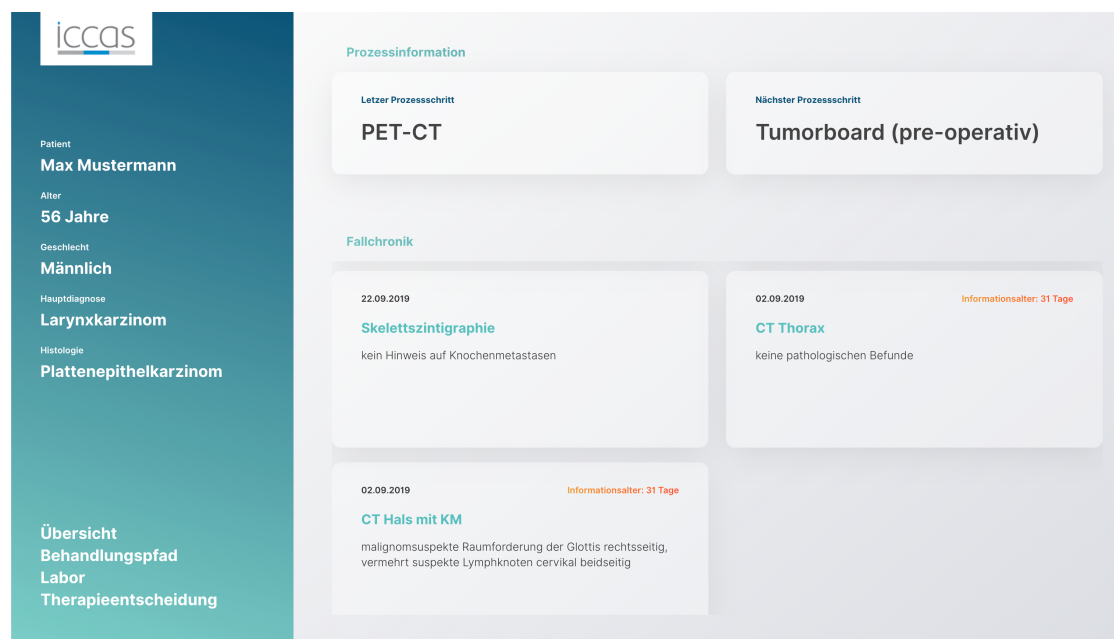 iccas
Patient
Max Mustermann
Alter
56 Jahre
Geschlecht
Männlich
Hauptdiagnose
Larynxkarzinom
Histologie
Plattenepithelkarzinom
Übersicht
Behandlungspfad
Labor
Therapieentscheidung
Prozessinformation
Letzer Prozessschritt
PET-CT
Nächster Prozessschritt
Tumorboard (pre-operativ)
Fallchronik
22.09.2019
Skelettszintigraphie
kein Hinweis auf Knochenmetastasen
02.09.2019
Informationsalter: 31 Tage
CT Thorax
keine pathologischen Befunde
02.09.2019
Informationsalter: 31 Tage
CT Hals mit KM
malignomsuspekte Raumforderung der Glottis rechtsseitig,
vermehrt suspekte Lymphknoten cervikal beidseitig